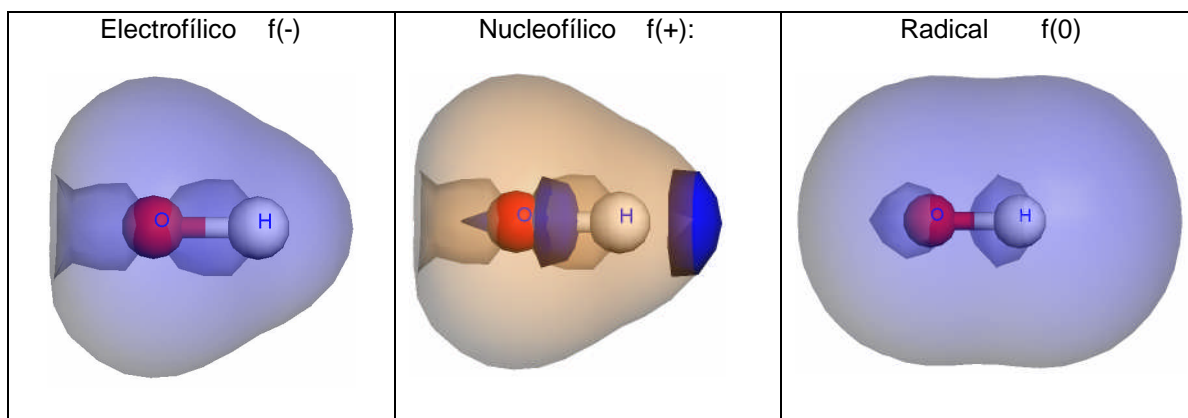 Electrofílico f(-)
Nucleofílico f(+):
Radical f(0)
O H
O H
O H